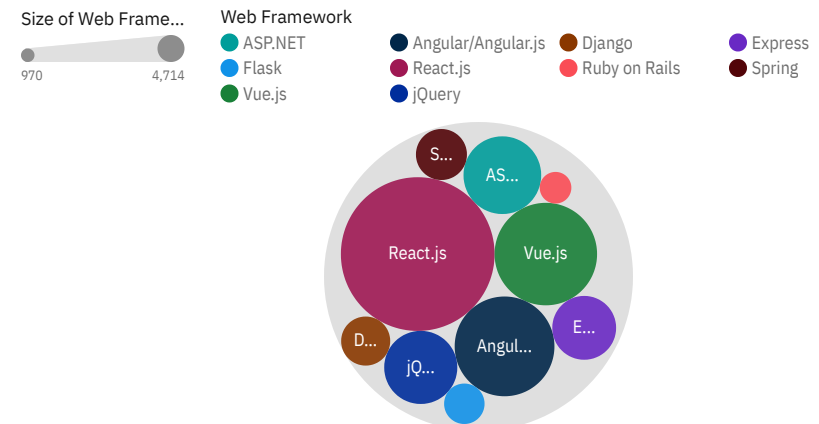 Size of Web Frame...
970 4,714
Web Framework
ASP.NET Angular/Angular.js Django Express
Flask React.js Ruby on Rails Spring
Vue.js jQuery
S...
AS...
React.js Vue.js
E...
D...
Angul...
jQ...